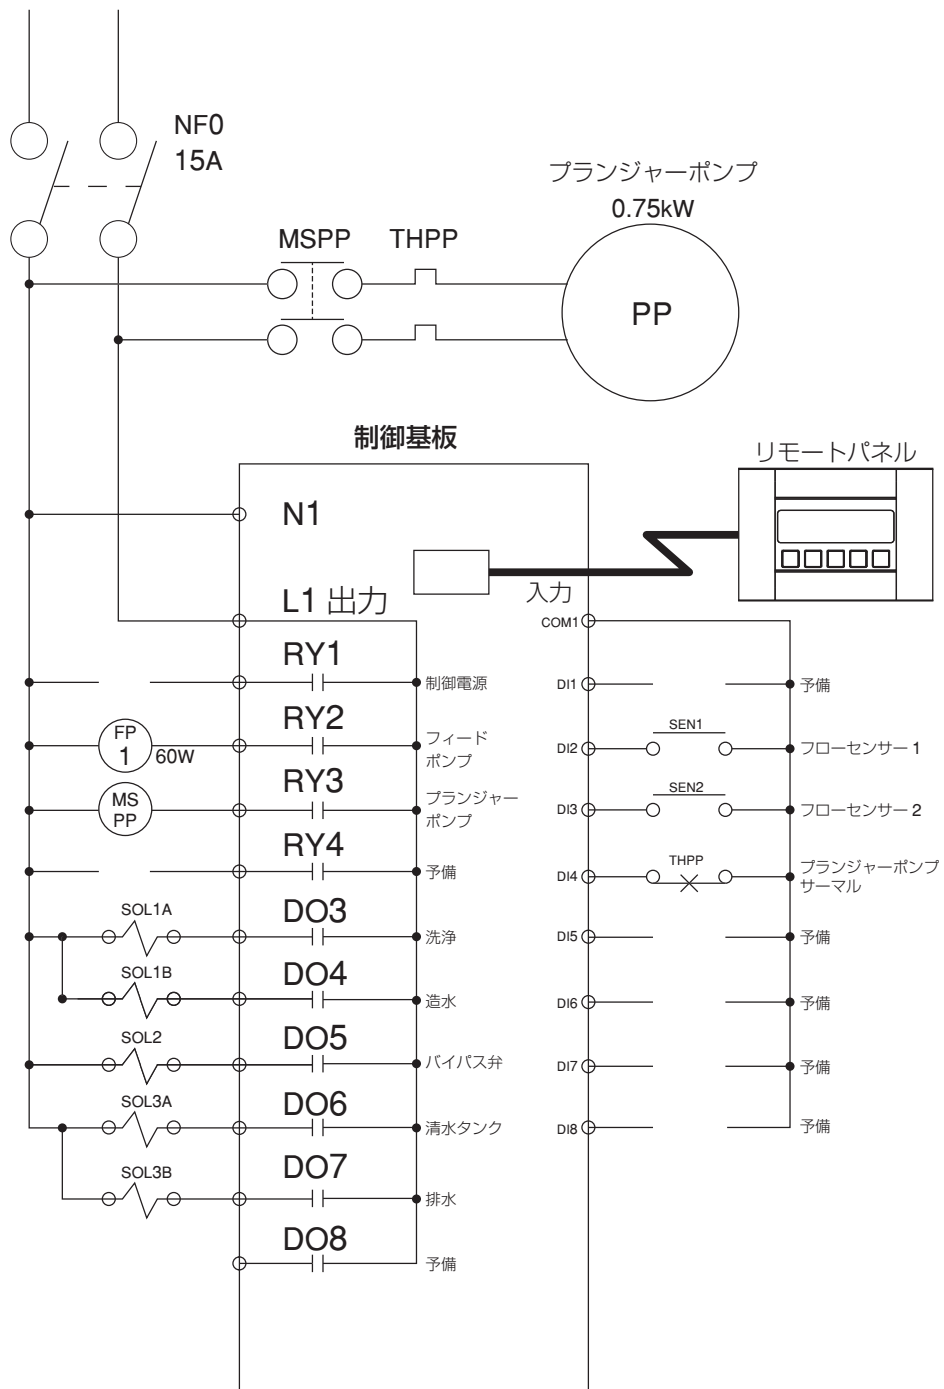 NF0
15A
プランジャーポンプ
0.75kW
MSPP
THPP
PP
制御基板
リモートパネル
N1
L1 出力
入力
COM1
RY1
制御電源
DI1
予備
FP
1
60W
RY2
フィード
ポンプ
DI2
SEN1
フローセンサー 1
MS
PP
RY3
プランジャー
ポンプ
DI3
SEN2
フローセンサー 2
RY4
予備
DI4
THPP
プランジャーポンプ
サーマル
SOL1A
DO3
洗浄
DI5
予備
SOL1B
DO4
造水
DI6
予備
SOL2
DO5
バイパス弁
DI7
予備
SOL3A
DO6
清水タンク
DI8
予備
SOL3B
DO7
排水
DO8
予備